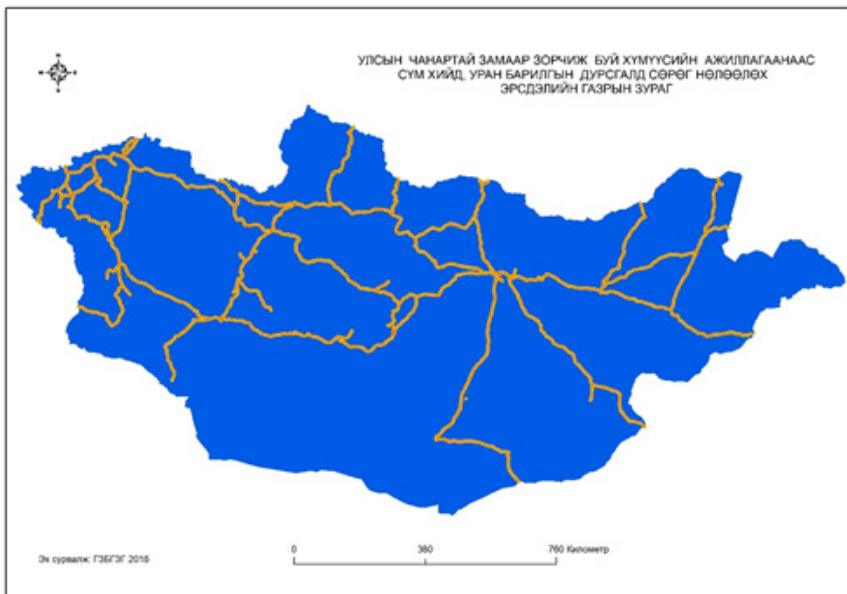 УЛСЫН ЧАНАРТАЙ ЗАМААР ЗОРЧИЖ БУЙ ХҮМҮҮСИЙН АЖИЛЛАГААНААС
СҮМ ХИЙД, УРАН БАРИЛГЫН ДУРСГАЛД СӨРӨГ НӨЛӨӨЛӨХ
ЭРСДЭЛИЙН ГАЗРЫН ЗУРАГ
0 380 760 Километр
Эх сурвалж: ГЗБГЗГ 2016